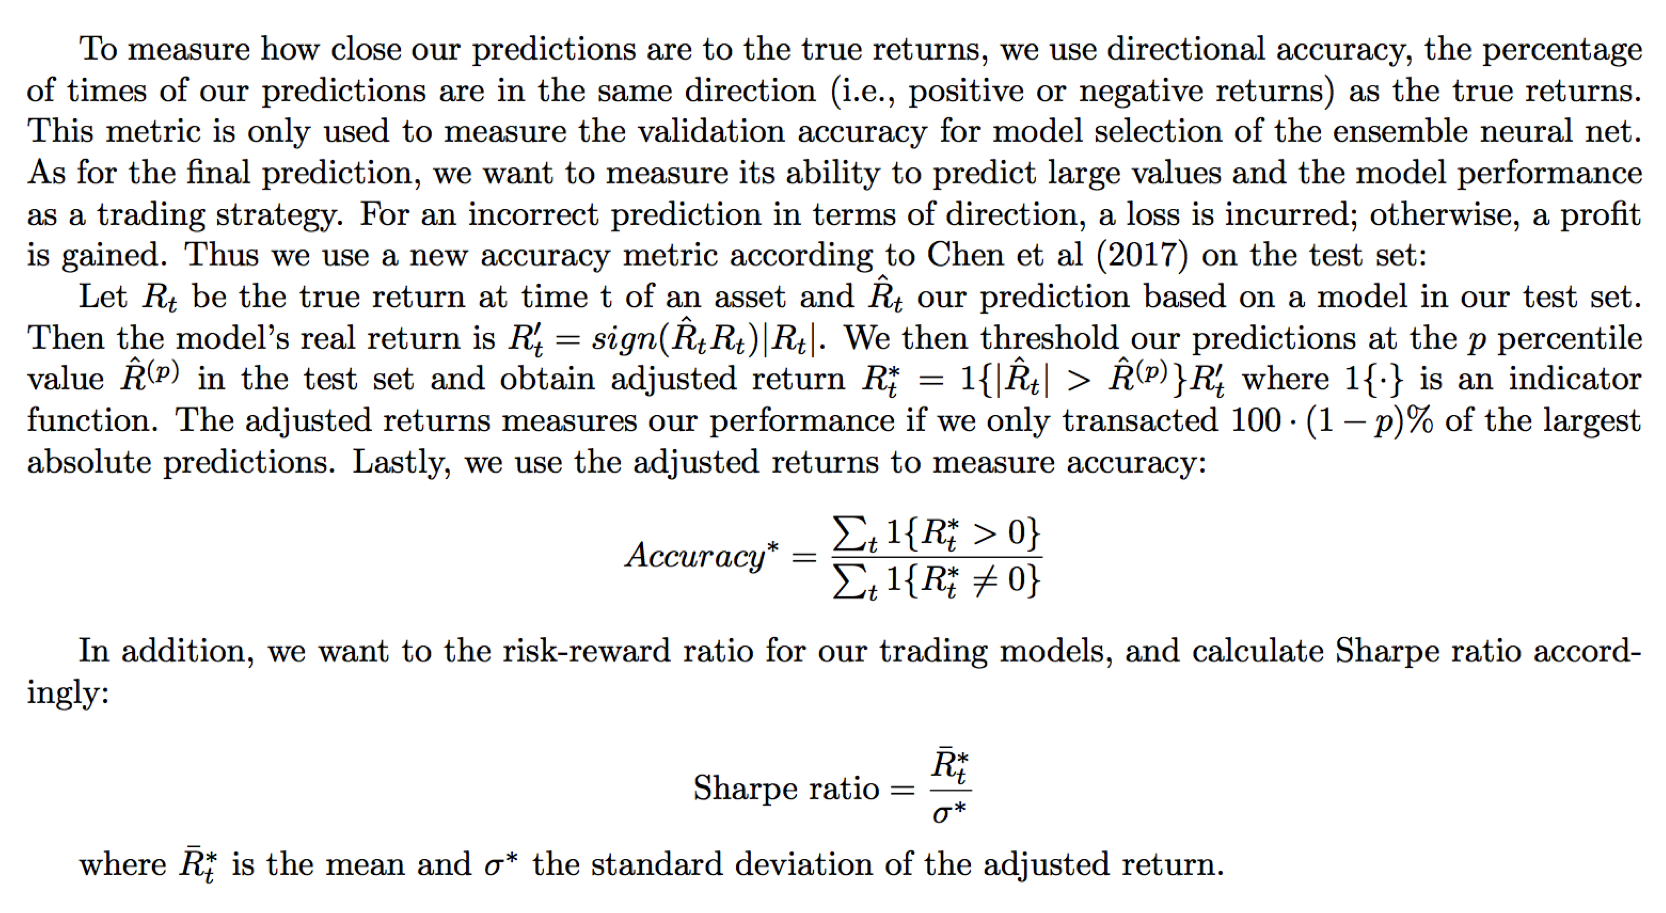 To measure how close our predictions are to the true returns, we use directional accuracy, the percentage
of times of our predictions are in the same direction (i.e., positive or negative returns) as the true returns.
This metric is only used to measure the validation accuracy for model selection of the ensemble neural net.
As for the final prediction, we want to measure its ability to predict large values and the model performance
as a trading strategy. For an incorrect prediction in terms of direction, a loss is incurred; otherwise, a profit
is gained. Thus we use a new accuracy metric according to Chen et al (2017) on the test set:
Let $R_t$ be the true return at time t of an asset and $\hat{R}_t$ our prediction based on a model in our test set.
Then the model's real return is $R'_t = sign(\hat{R}_t R_t)|R_t|$. We then threshold our predictions at the $p$ percentile
value $\hat{R}^{(p)}$ in the test set and obtain adjusted return $R^*_t = 1\{|\hat{R}_t| > \hat{R}^{(p)}\}R'_t$ where $1\{\cdot\}$ is an indicator
function. The adjusted returns measures our performance if we only transacted $100 \cdot (1 - p)\%$ of the largest
absolute predictions. Lastly, we use the adjusted returns to measure accuracy:
$Accuracy^* = \frac{\sum_t 1\{R^*_t > 0\}}{\sum_t 1\{R^*_t \neq 0\}}$
In addition, we want to the risk-reward ratio for our trading models, and calculate Sharpe ratio accord-
ingly:
$\text{Sharpe ratio} = \frac{\bar{R}^*_t}{\sigma^*}$
where $\bar{R}^*_t$ is the mean and $\sigma^*$ the standard deviation of the adjusted return.